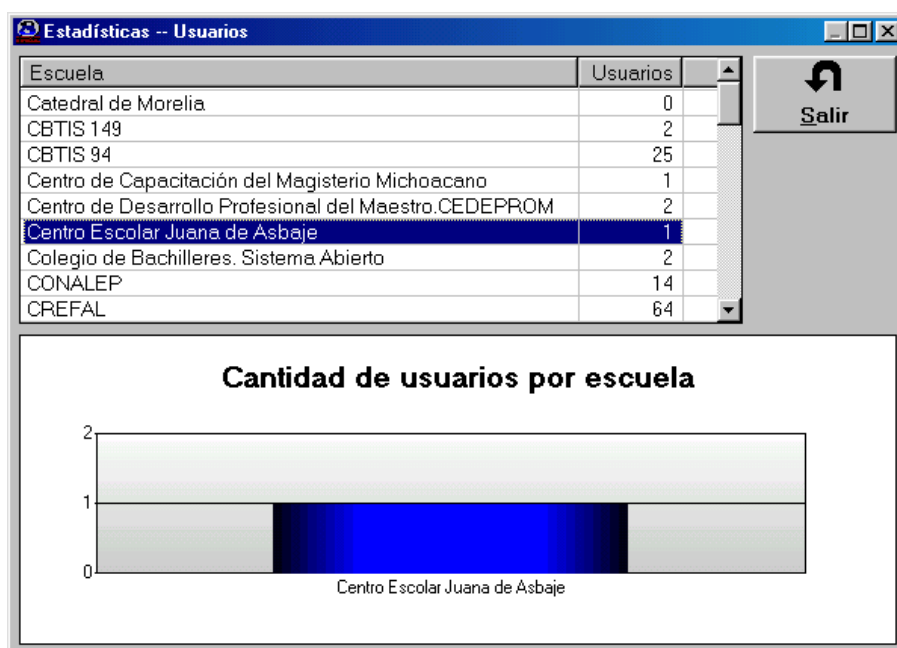 Estadísticas -- Usuarios
Escuela Usuarios
Salir
Catedral de Morelia 0
CBTIS 149 2
CBTIS 94 25
Centro de Capacitación del Magisterio Michoacano 1
Centro de Desarrollo Profesional del Maestro.CEDEPROM 2
Centro Escolar Juana de Asbaje 1
Colegio de Bachilleres. Sistema Abierto 2
CONALEP 14
CREFAL 64
Cantidad de usuarios por escuela
2
1
0
Centro Escolar Juana de Asbaje